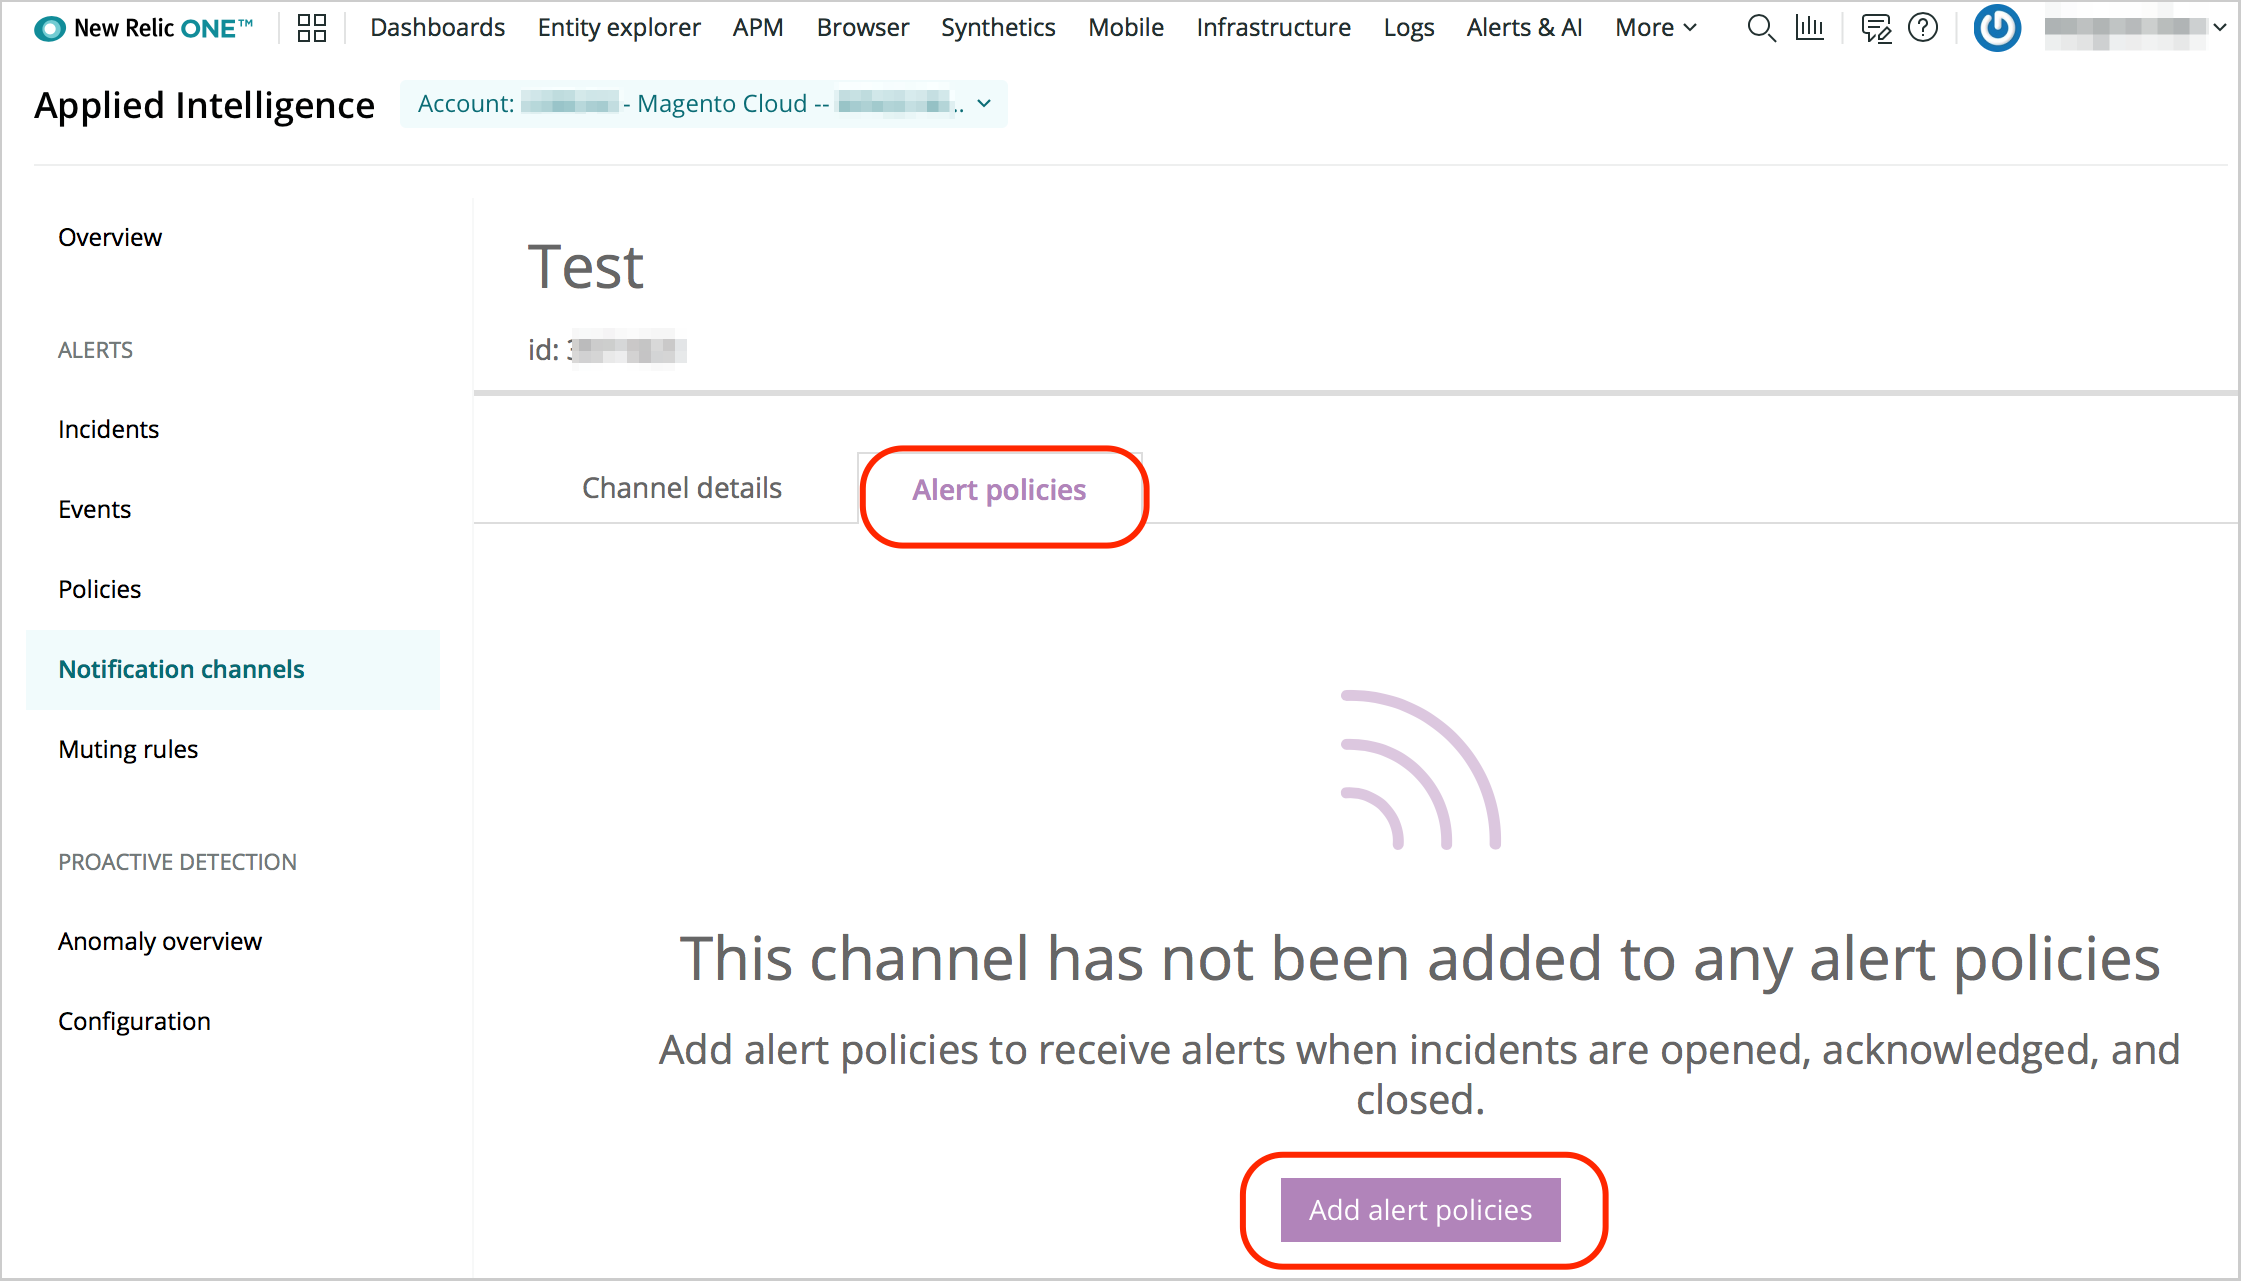 New Relic ONE™ Dashboards Entity explorer APM Browser Synthetics Mobile Infrastructure Logs Alerts & AI More
Applied Intelligence Account: - Magento Cloud -- ..
Overview
ALERTS
Incidents
Events
Policies
Notification channels
Muting rules
PROACTIVE DETECTION
Anomaly overview
Configuration
Test
id:
Channel details Alert policies
This channel has not been added to any alert policies
Add alert policies to receive alerts when incidents are opened, acknowledged, and
closed.
Add alert policies